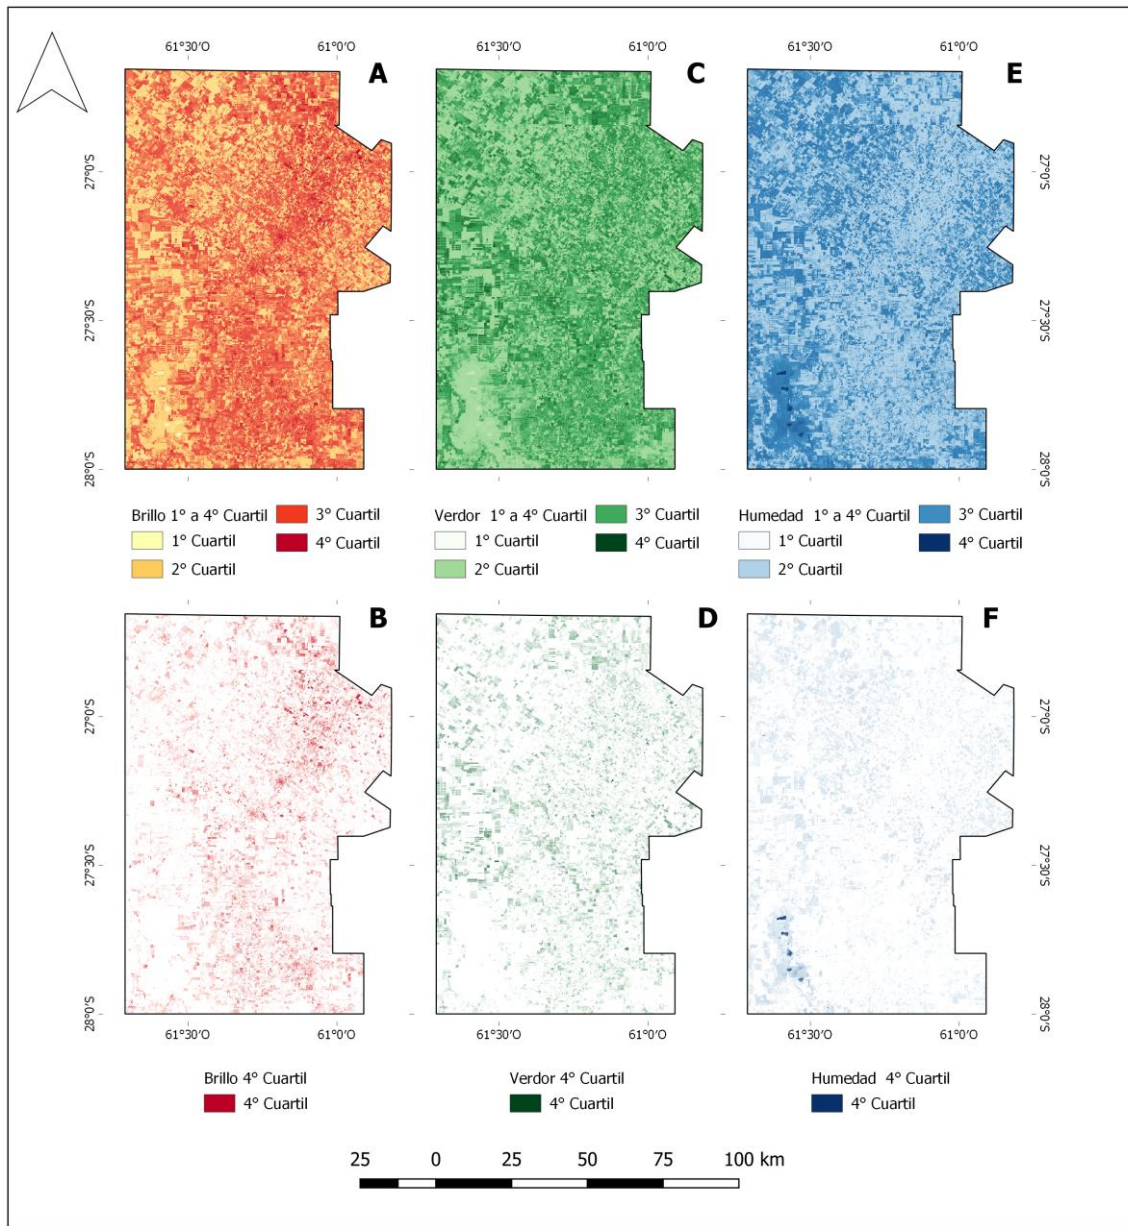 61°30'O 61°0'O 61°30'O 61°0'O 61°30'O 61°0'O
A C E
27°0'S 27°0'S
27°30'S 27°30'S
28°0'S 28°0'S
Brillo 1° a 4° Cuartil
1° Cuartil
2° Cuartil
3° Cuartil
4° Cuartil
Verdor 1° a 4° Cuartil
1° Cuartil
2° Cuartil
3° Cuartil
4° Cuartil
Humedad 1° a 4° Cuartil
1° Cuartil
2° Cuartil
3° Cuartil
4° Cuartil
B D F
27°0'S 27°0'S
27°30'S 27°30'S
28°0'S 28°0'S
61°30'O 61°0'O 61°30'O 61°0'O 61°30'O 61°0'O
Brillo 4° Cuartil
4° Cuartil
Verdor 4° Cuartil
4° Cuartil
Humedad 4° Cuartil
4° Cuartil
25 0 25 50 75 100 km